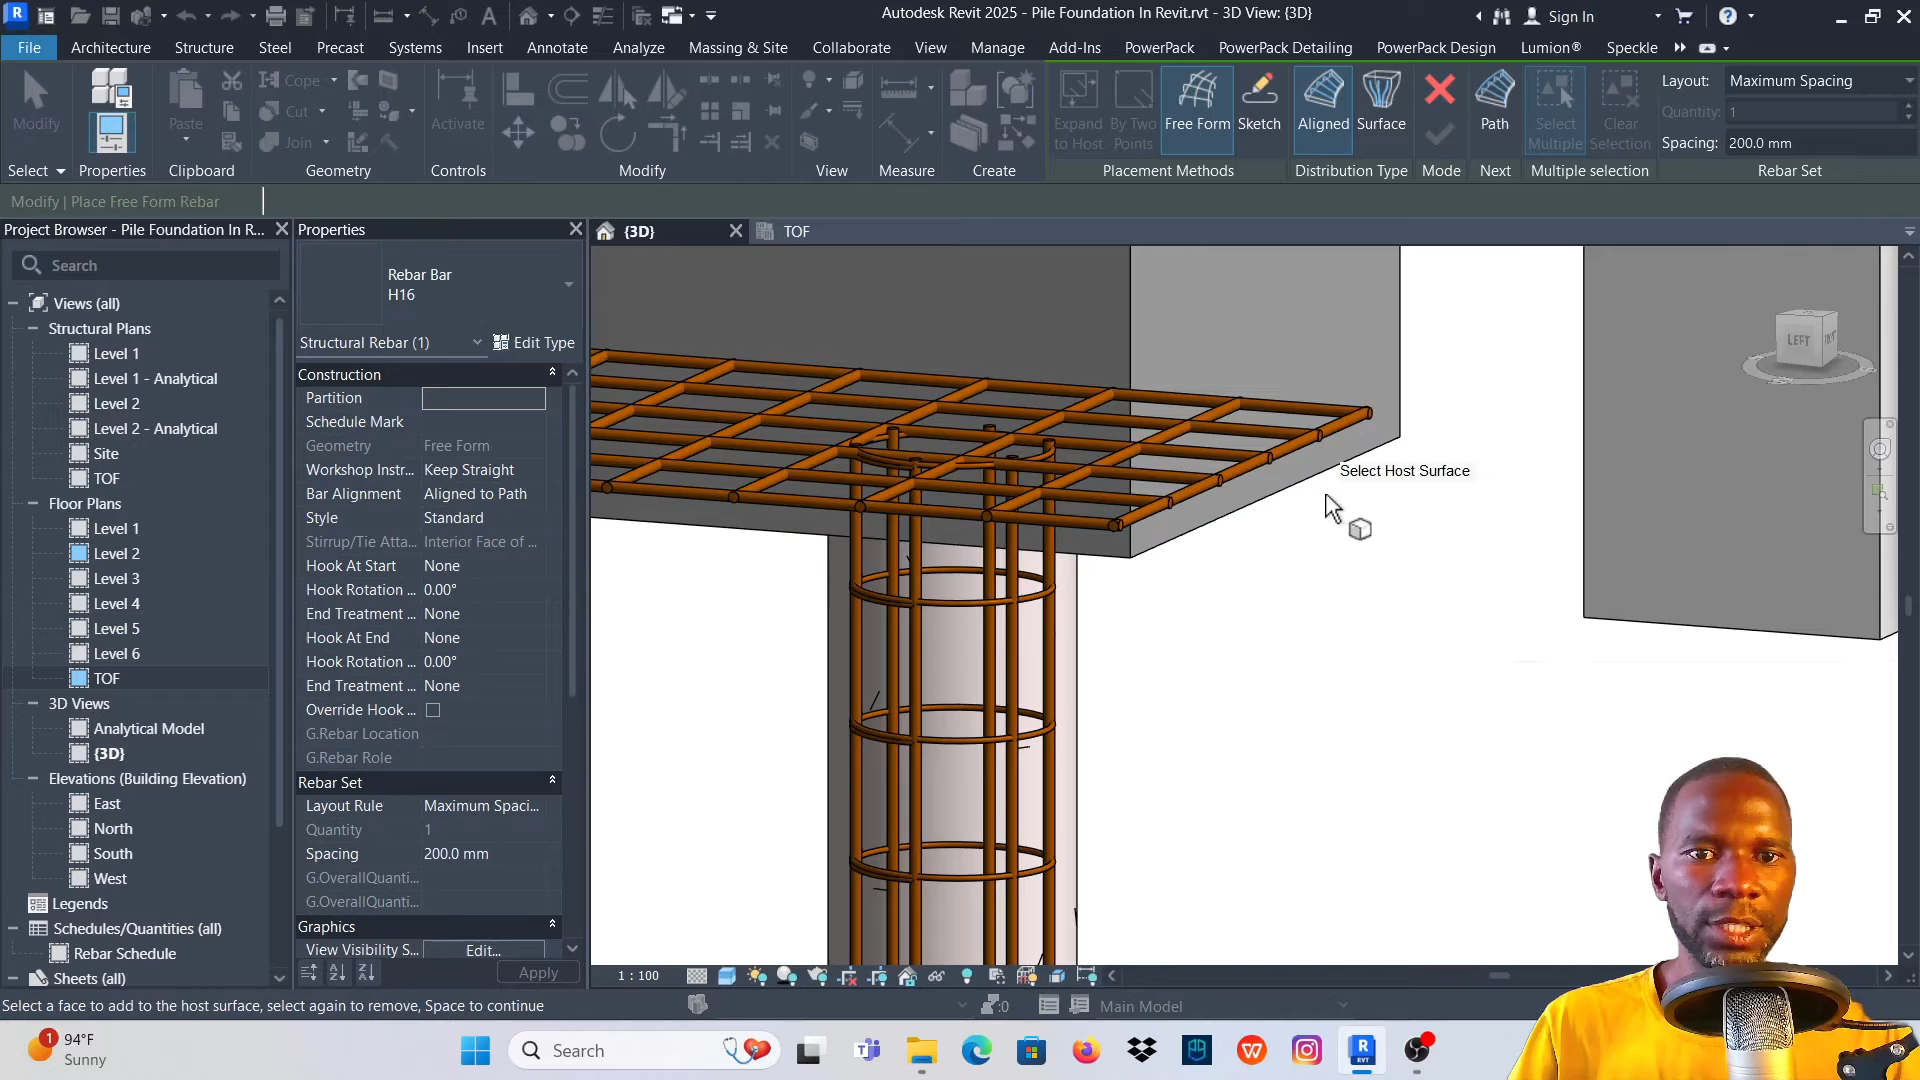 Autodesk Revit 2025 - Pile Foundation In Revit.rvt - 3D View: {3D}
Sign In
File Architecture Structure Steel Precast Systems Insert Annotate Analyze Massing & Site Collaborate View Manage Add-Ins PowerPack PowerPack Detailing PowerPack Design Lumion® Speckle
Modify
Paste
Cope
Cut
Join
Activate
Expand to Host
By Two Points
Free Form
Sketch
Aligned
Surface
Path
Select Multiple
Clear Selection
Layout: Maximum Spacing
Quantity: 1
Spacing: 200.0 mm
Select Properties Clipboard Geometry Controls Modify View Measure Create Placement Methods Distribution Type Mode Next Multiple selection Rebar Set
Modify | Place Free Form Rebar
Project Browser - Pile Foundation In R...
Search
Views (all)
Structural Plans
Level 1
Level 1 - Analytical
Level 2
Level 2 - Analytical
Site
TOF
Floor Plans
Level 1
Level 2
Level 3
Level 4
Level 5
Level 6
TOF
3D Views
Analytical Model
{3D}
Elevations (Building Elevation)
East
North
South
West
Legends
Schedules/Quantities (all)
Rebar Schedule
Sheets (all)
Properties
Rebar Bar
H16
Structural Rebar (1)
Edit Type
Construction
Partition
Schedule Mark
Geometry Free Form
Workshop Instr... Keep Straight
Bar Alignment Aligned to Path
Style Standard
Stirrup/Tie Atta... Interior Face of ...
Hook At Start None
Hook Rotation ... 0.00°
End Treatment ... None
Hook At End None
Hook Rotation ... 0.00°
End Treatment ... None
Override Hook ...
G.Rebar Location
G.Rebar Role
Rebar Set
Layout Rule Maximum Spaci...
Quantity 1
Spacing 200.0 mm
G.OverallQuanti...
G.OverallQuanti...
Graphics
View Visibility S... Edit...
Apply
{3D}
TOF
LEFT
Select Host Surface
1 : 100
Select a face to add to the host surface, select again to remove, Space to continue
:0
Main Model
1
94°F
Sunny
Search